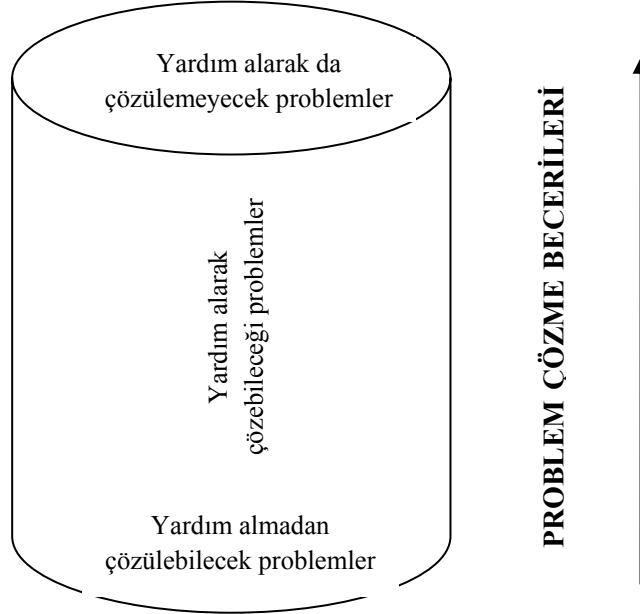 Yardım alarak da
çözülemeyecek problemler
Yardım alarak
çözebileceği problemler
Yardım almadan
çözülebilecek problemler
PROBLEM ÇÖZME BECERİLERİ